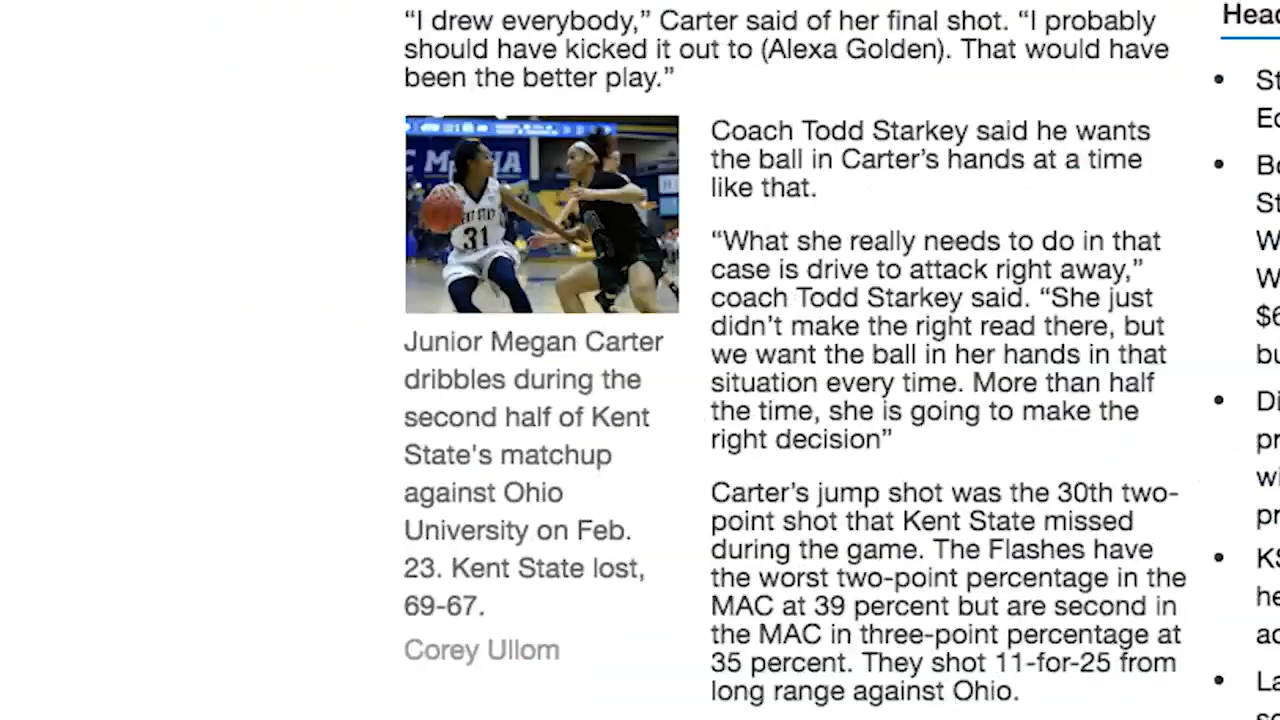 “I drew everybody,” Carter said of her final shot. “I probably
should have kicked it out to (Alexa Golden). That would have
been the better play.”
31
Junior Megan Carter
dribbles during the
second half of Kent
State's matchup
against Ohio
University on Feb.
23. Kent State lost,
69-67.
Corey Ullom
Coach Todd Starkey said he wants
the ball in Carter’s hands at a time
like that.
“What she really needs to do in that
case is drive to attack right away,”
coach Todd Starkey said. “She just
didn’t make the right read there, but
we want the ball in her hands in that
situation every time. More than half
the time, she is going to make the
right decision”
Carter’s jump shot was the 30th two-
point shot that Kent State missed
during the game. The Flashes have
the worst two-point percentage in the
MAC at 39 percent but are second in
the MAC in three-point percentage at
35 percent. They shot 11-for-25 from
long range against Ohio.